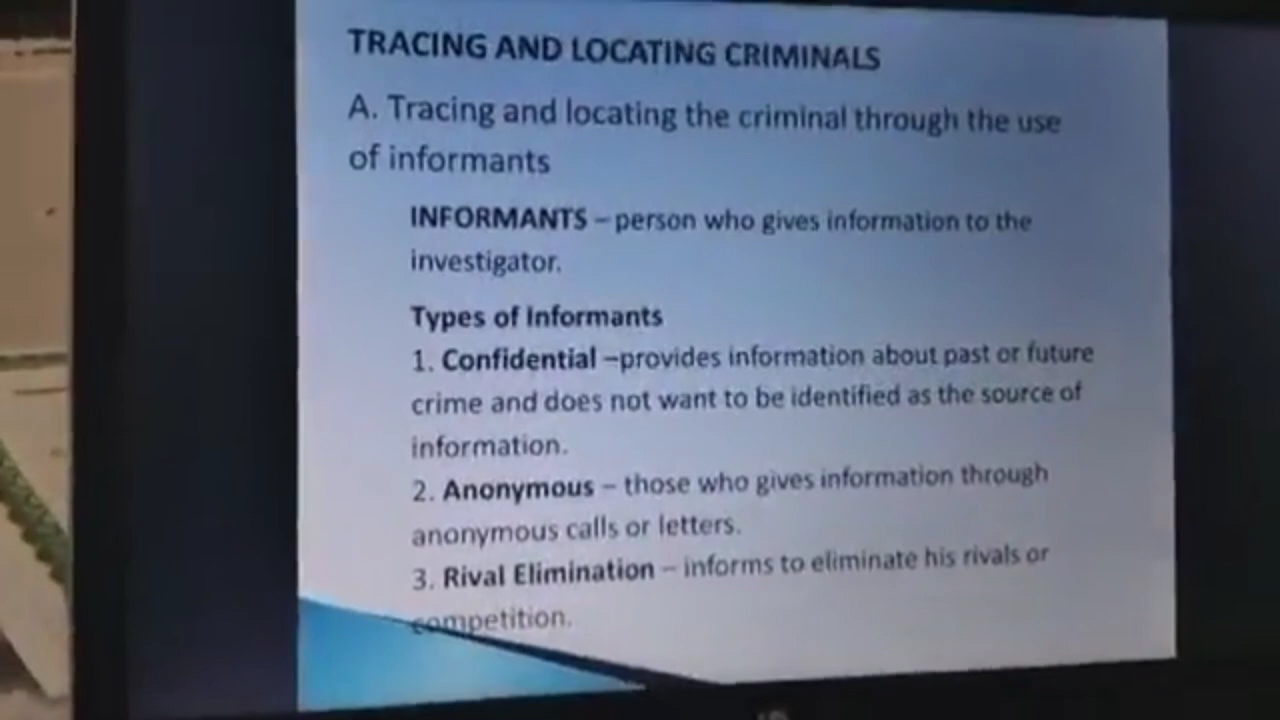 TRACING AND LOCATING CRIMINALS
A. Tracing and locating the criminal through the use
of informants
INFORMANTS – person who gives information to the
investigator.
Types of Informants
1. Confidential –provides information about past or future
crime and does not want to be identified as the source of
information.
2. Anonymous – those who gives information through
anonymous calls or letters.
3. Rival Elimination – informs to eliminate his rivals or
competition.